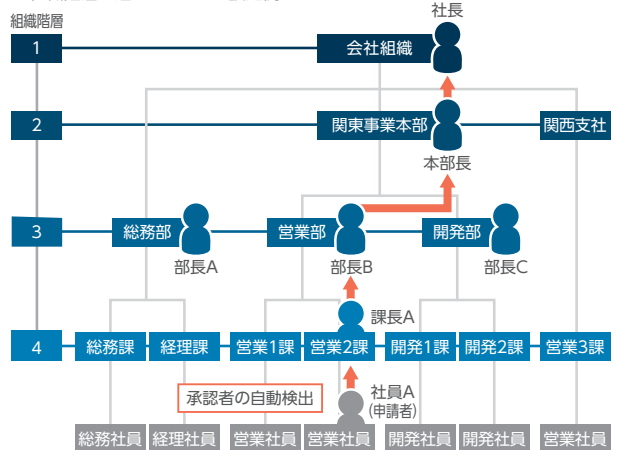 組織階層
社長
1
会社組織
2
関東事業本部
関西支社
本部長
3
総務部
営業部
開発部
部長A
部長B
部長C
課長A
4
総務課
経理課
営業1課
営業2課
開発1課
開発2課
営業3課
承認者の自動検出
社員A
(申請者)
総務社員
経理社員
営業社員
営業社員
開発社員
開発社員
営業社員